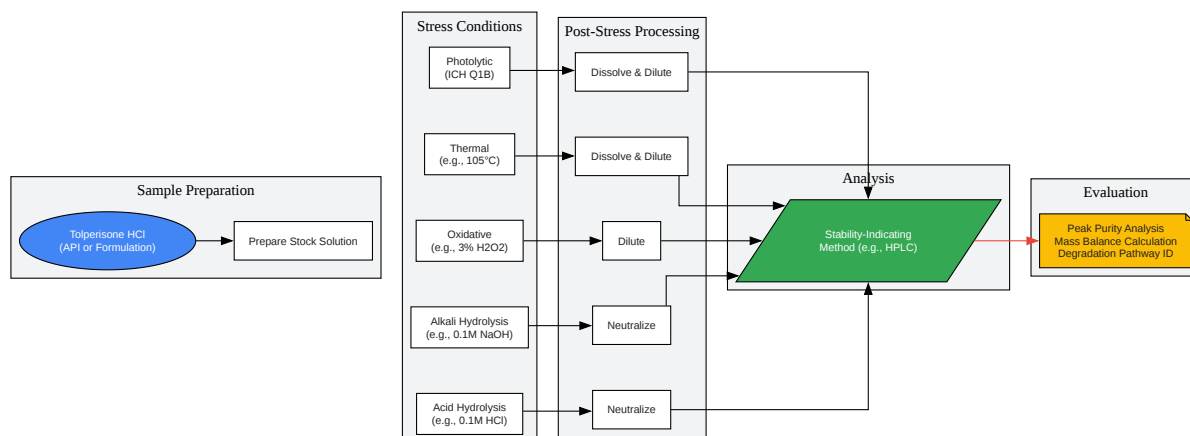 Sample Preparation
Tolperisone HCl
(API or Formulation)
Prepare Stock Solution
Stress Conditions
Photolytic
(ICH Q1B)
Thermal
(e.g., 105°C)
Oxidative
(e.g., 3% H2O2)
Alkali Hydrolysis
(e.g., 0.1M NaOH)
Acid Hydrolysis
(e.g., 0.1M HCl)
Post-Stress Processing
Dissolve & Dilute
Dissolve & Dilute
Dilute
Neutralize
Neutralize
Analysis
Stability-Indicating
Method (e.g., HPLC)
Evaluation
Peak Purity Analysis
Mass Balance Calculation
Degradation Pathway ID